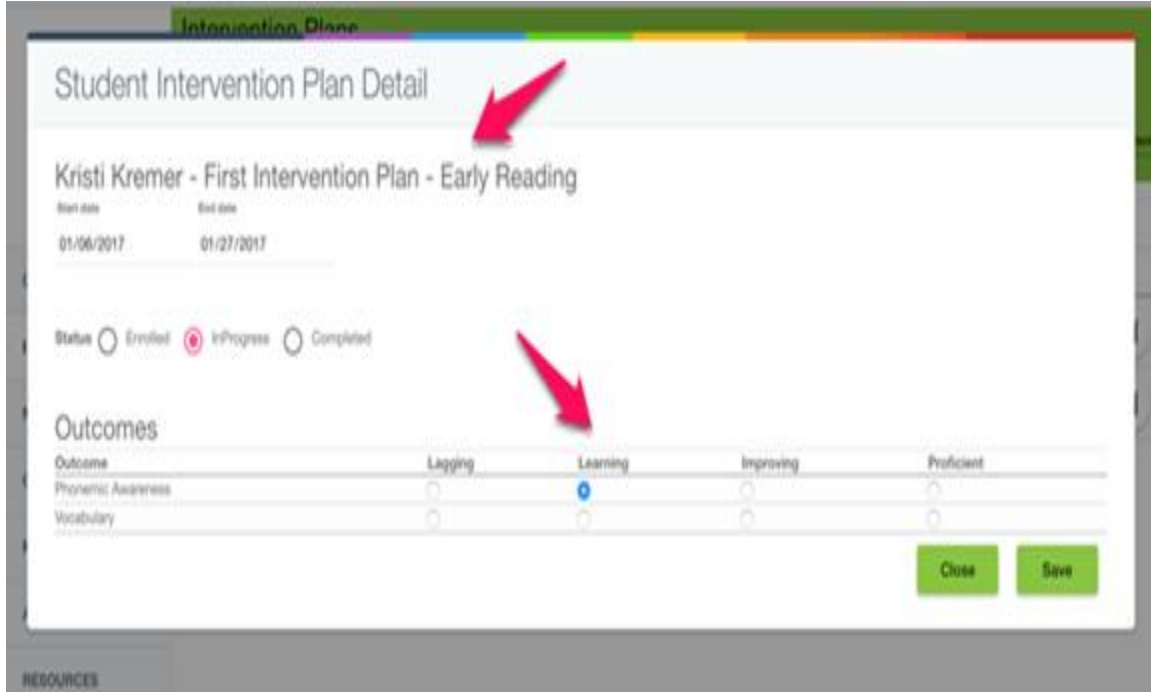 Intervention Plans
Student Intervention Plan Detail
Kristi Kremer - First Intervention Plan - Early Reading
Start date End date
01/06/2017 01/27/2017
Status Enrolled InProgress Completed
Outcomes
Outcome Lagging Learning Improving Proficient
Phonemic Awareness
Vocabulary
Close Save
RESOURCES